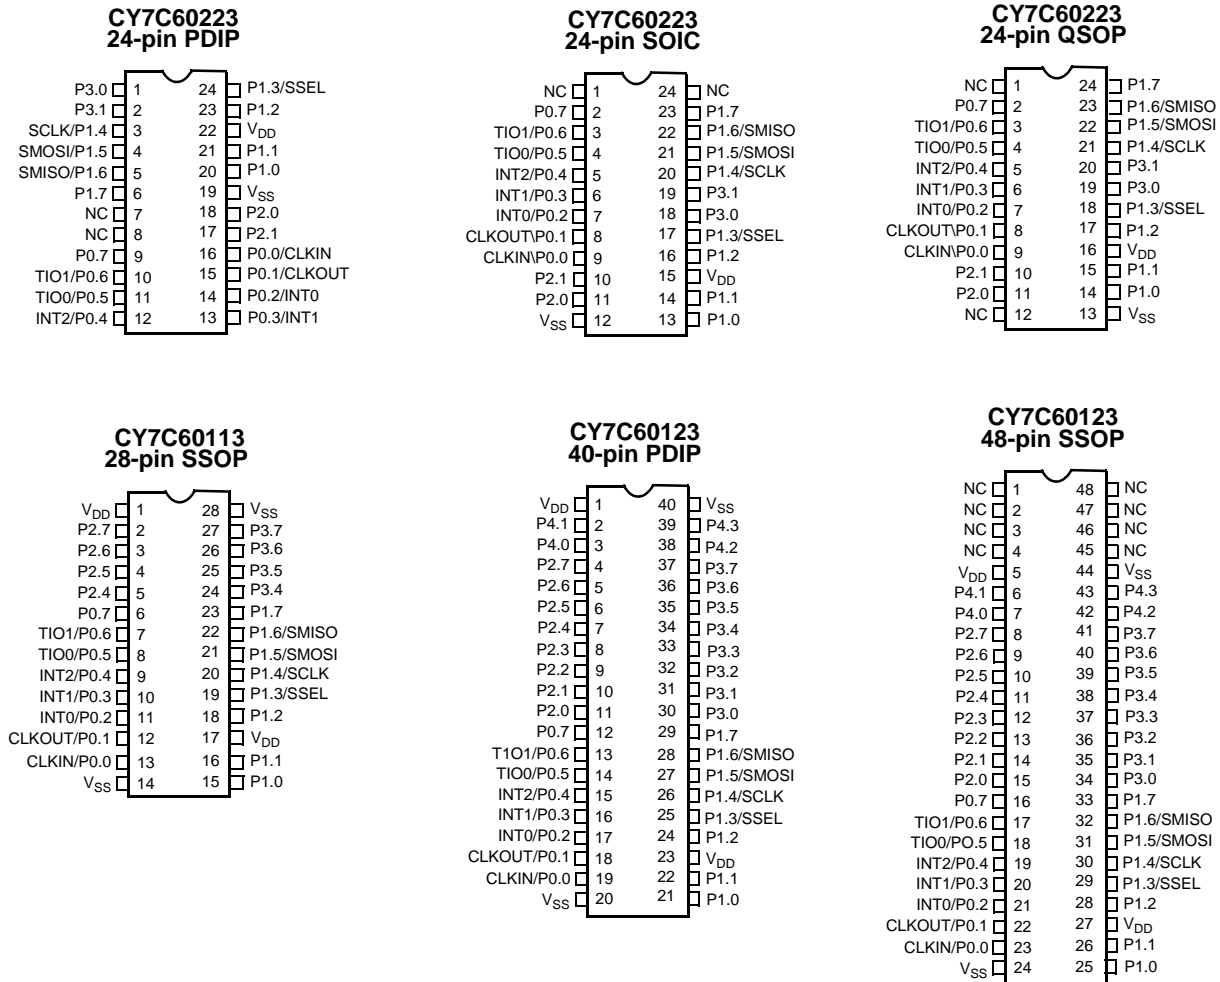 CY7C60223
24-pin PDIP
P3.0 1 24 P1.3/SSEL
P3.1 2 23 P1.2
SCLK/P1.4 3 22 VDD
SMOSI/P1.5 4 21 P1.1
SMISO/P1.6 5 20 P1.0
P1.7 6 19 VSS
NC 7 18 P2.0
NC 8 17 P2.1
P0.7 9 16 P0.0/CLKIN
TIO1/P0.6 10 15 P0.1/CLKOUT
TIO0/P0.5 11 14 P0.2/INT0
INT2/P0.4 12 13 P0.3/INT1
CY7C60223
24-pin SOIC
NC 1 24 NC
P0.7 2 23 P1.7
TIO1/P0.6 3 22 P1.6/SMISO
TIO0/P0.5 4 21 P1.5/SMOSI
INT2/P0.4 5 20 P1.4/SCLK
INT1/P0.3 6 19 P3.1
INT0/P0.2 7 18 P3.0
CLKOUT\P0.1 8 17 P1.3/SSEL
CLKIN\P0.0 9 16 P1.2
P2.1 10 15 VDD
P2.0 11 14 P1.1
VSS 12 13 P1.0
CY7C60223
24-pin QSOP
NC 1 24 P1.7
P0.7 2 23 P1.6/SMISO
TIO1/P0.6 3 22 P1.5/SMOSI
TIO0/P0.5 4 21 P1.4/SCLK
INT2/P0.4 5 20 P3.1
INT1/P0.3 6 19 P3.0
INT0/P0.2 7 18 P1.3/SSEL
CLKOUT\P0.1 8 17 P1.2
CLKIN\P0.0 9 16 VDD
P2.1 10 15 P1.1
P2.0 11 14 P1.0
NC 12 13 VSS
CY7C60113
28-pin SSOP
VDD 1 28 VSS
P2.7 2 27 P3.7
P2.6 3 26 P3.6
P2.5 4 25 P3.5
P2.4 5 24 P3.4
P0.7 6 23 P1.7
TIO1/P0.6 7 22 P1.6/SMISO
TIO0/P0.5 8 21 P1.5/SMOSI
INT2/P0.4 9 20 P1.4/SCLK
INT1/P0.3 10 19 P1.3/SSEL
INT0/P0.2 11 18 P1.2
CLKOUT/P0.1 12 17 VDD
CLKIN/P0.0 13 16 P1.1
VSS 14 15 P1.0
CY7C60123
40-pin PDIP
VDD 1 40 VSS
P4.1 2 39 P4.3
P4.0 3 38 P4.2
P2.7 4 37 P3.7
P2.6 5 36 P3.6
P2.5 6 35 P3.5
P2.4 7 34 P3.4
P2.3 8 33 P3.3
P2.2 9 32 P3.2
P2.1 10 31 P3.1
P2.0 11 30 P3.0
P0.7 12 29 P1.7
T1O1/P0.6 13 28 P1.6/SMISO
TIO0/P0.5 14 27 P1.5/SMOSI
INT2/P0.4 15 26 P1.4/SCLK
INT1/P0.3 16 25 P1.3/SSEL
INT0/P0.2 17 24 P1.2
CLKOUT/P0.1 18 23 VDD
CLKIN/P0.0 19 22 P1.1
VSS 20 21 P1.0
CY7C60123
48-pin SSOP
NC 1 48 NC
NC 2 47 NC
NC 3 46 NC
NC 4 45 NC
VDD 5 44 VSS
P4.1 6 43 P4.3
P4.0 7 42 P4.2
P2.7 8 41 P3.7
P2.6 9 40 P3.6
P2.5 10 39 P3.5
P2.4 11 38 P3.4
P2.3 12 37 P3.3
P2.2 13 36 P3.2
P2.1 14 35 P3.1
P2.0 15 34 P3.0
P0.7 16 33 P1.7
TIO1/P0.6 17 32 P1.6/SMISO
TIO0/PO.5 18 31 P1.5/SMOSI
INT2/P0.4 19 30 P1.4/SCLK
INT1/P0.3 20 29 P1.3/SSEL
INT0/P0.2 21 28 P1.2
CLKOUT/P0.1 22 27 VDD
CLKIN/P0.0 23 26 P1.1
VSS 24 25 P1.0